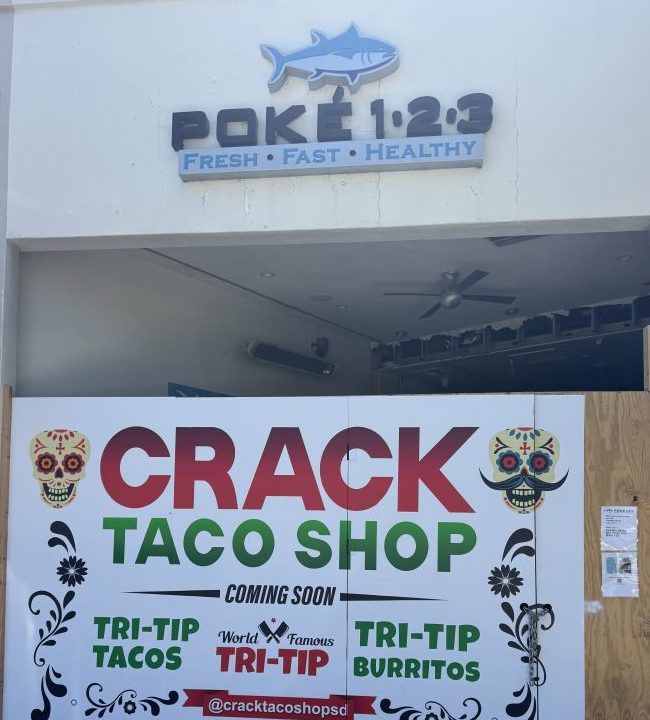 POKÉ 1•2•3
FRESH • FAST • HEALTHY
CRACK
TACO SHOP
COMING SOON
TRI-TIP
TACOS
World Famous
TRI-TIP
TRI-TIP
BURRITOS
@cracktacoshopsd